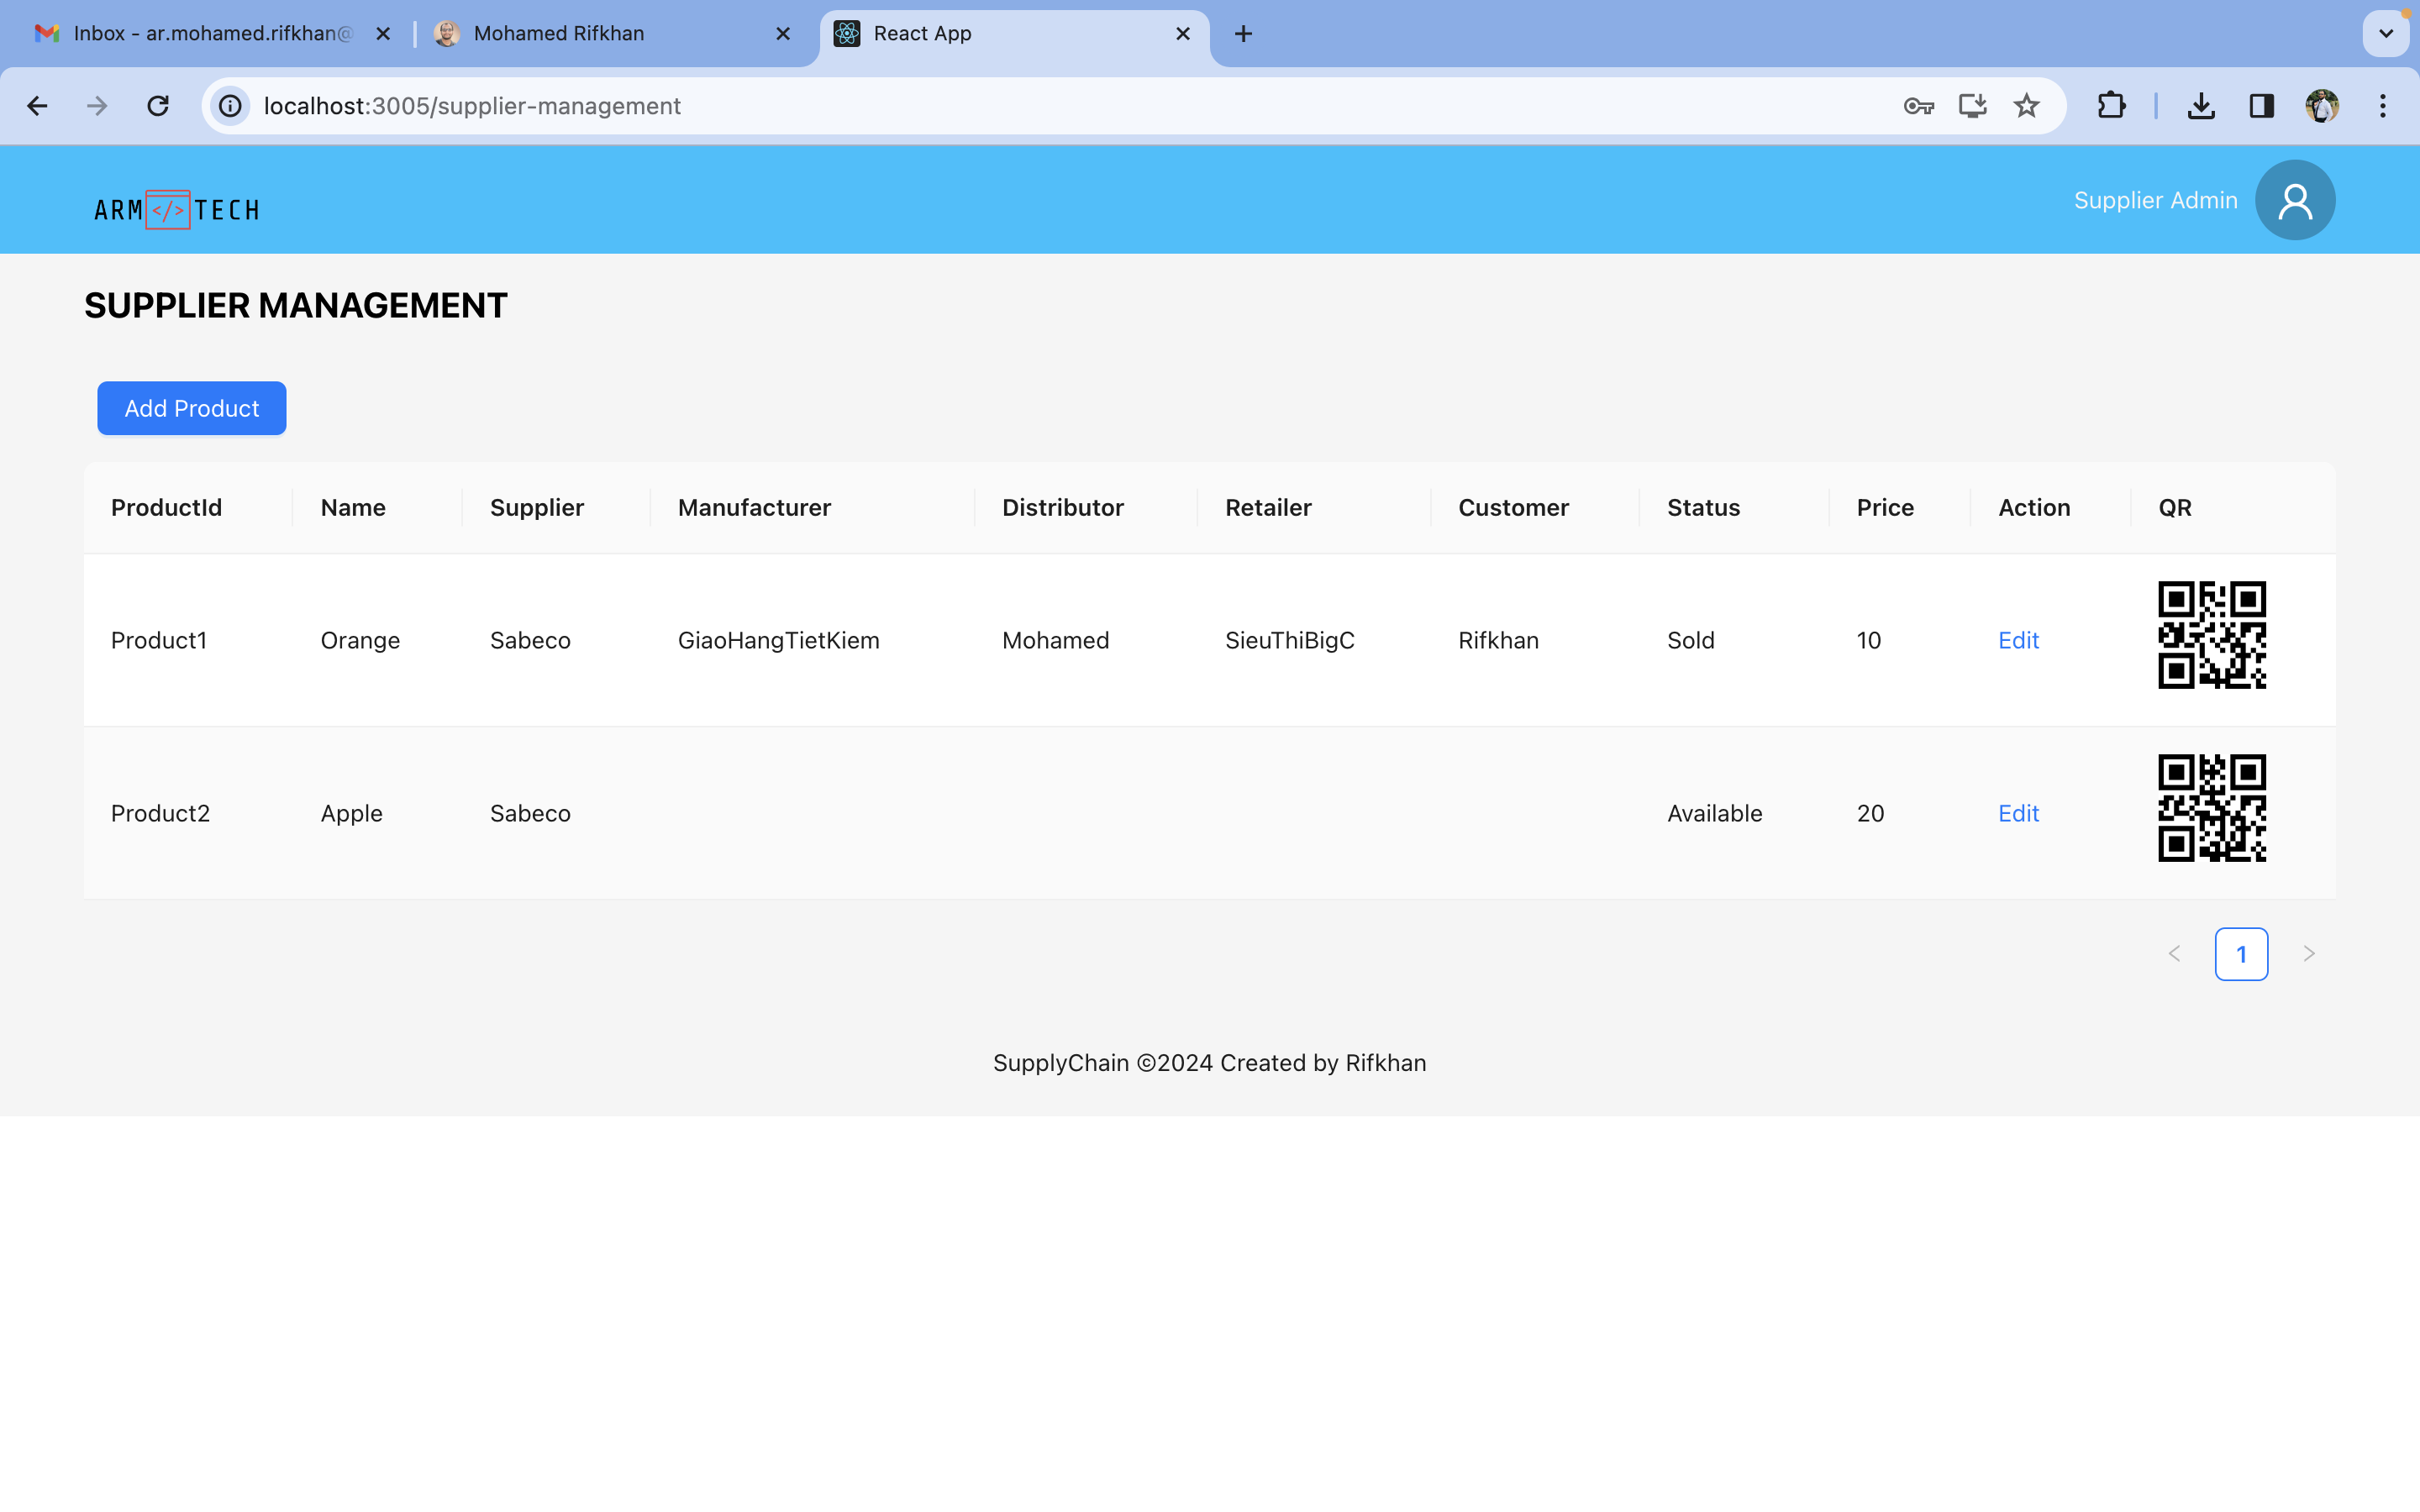 Inbox - ar.mohamed.rifkhan@
Mohamed Rifkhan
React App
localhost:3005/supplier-management
ARM </> TECH
Supplier Admin
SUPPLIER MANAGEMENT
Add Product
ProductId Name Supplier Manufacturer Distributor Retailer Customer Status Price Action QR
Product1 Orange Sabeco GiaoHangTietKiem Mohamed SieuThiBigC Rifkhan Sold 10 Edit
Product2 Apple Sabeco Available 20 Edit
< 1 >
SupplyChain ©2024 Created by Rifkhan